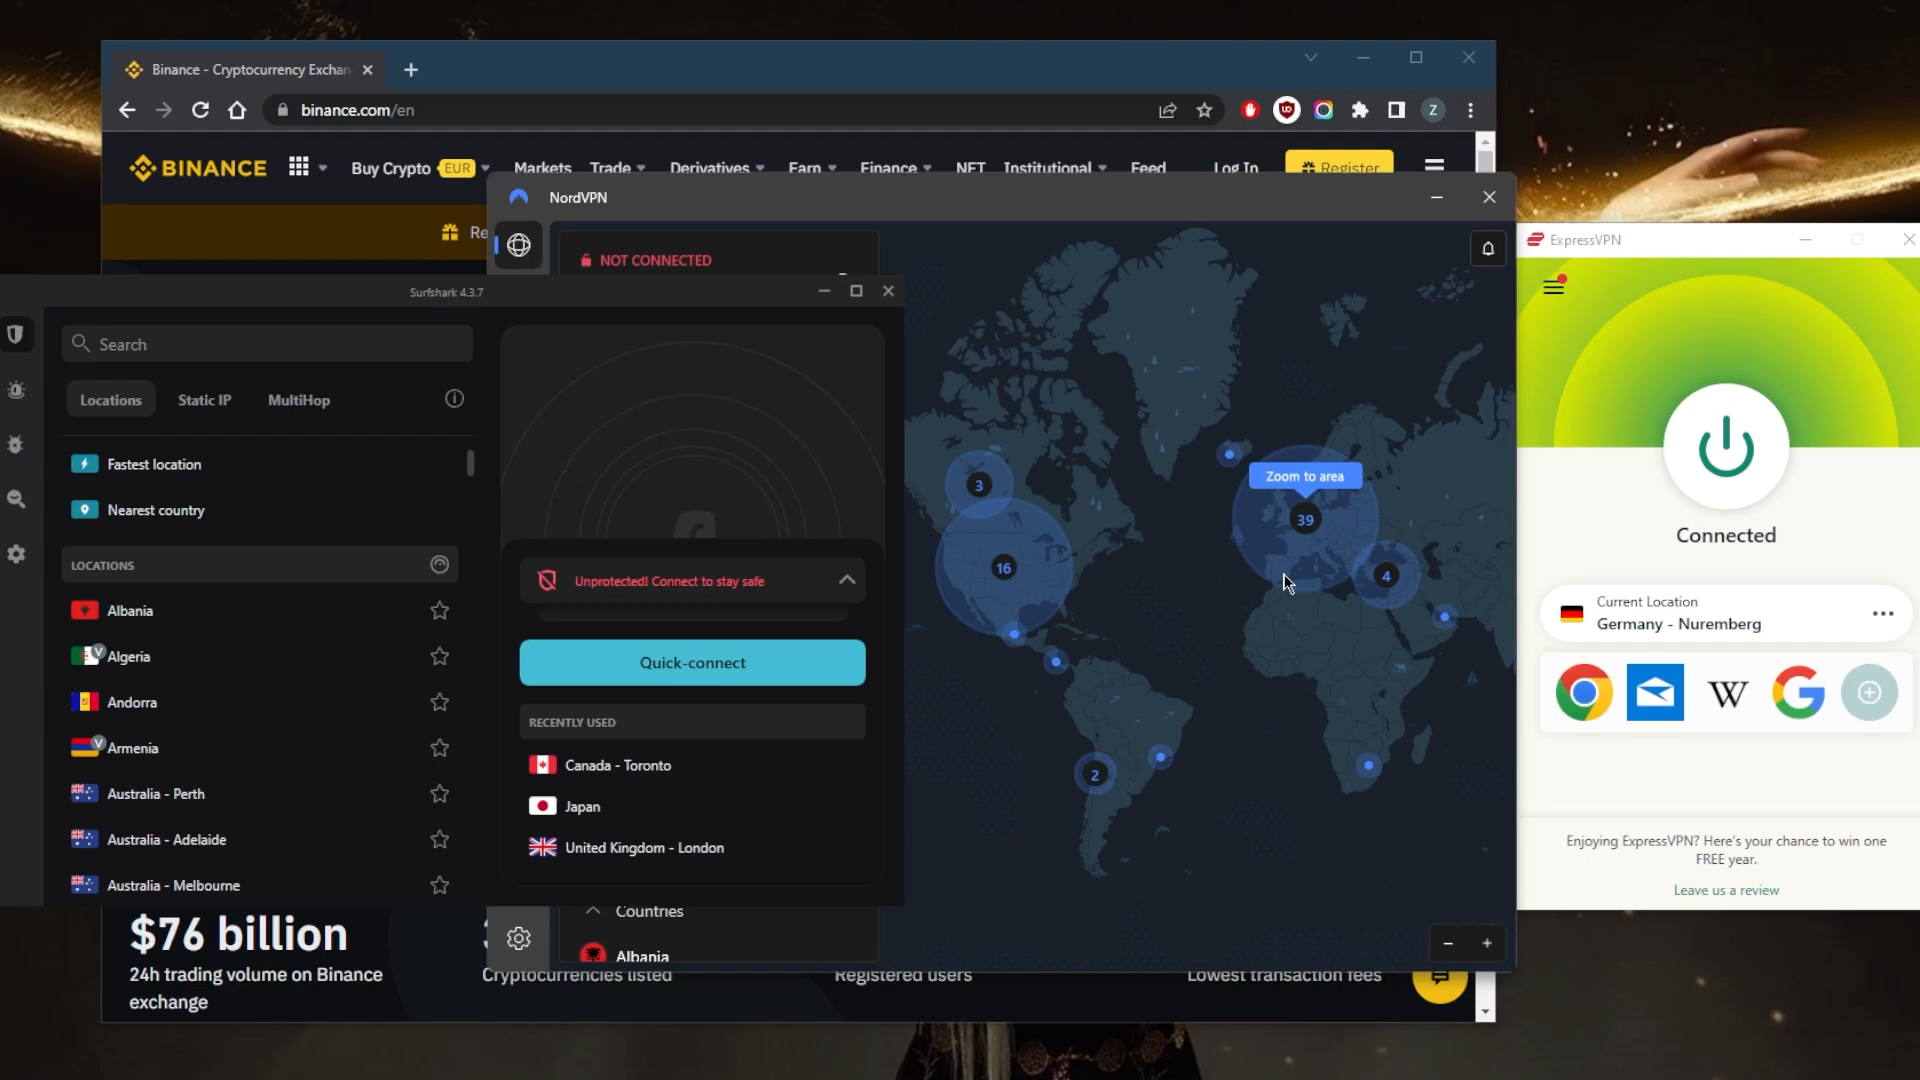 Binance - Cryptocurrency Exchan
binance.com/en
Z
BINANCE
Buy Crypto EUR
Markets
Trade
Derivatives
Earn
Finance
NFT
Institutional
Feed
Log In
Register
Re
NordVPN
NOT CONNECTED
Surfshark 4.3.7
Search
Locations
Static IP
MultiHop
Fastest location
Nearest country
LOCATIONS
Albania
V
Algeria
Andorra
V
Armenia
Australia - Perth
Australia - Adelaide
Australia - Melbourne
Unprotected! Connect to stay safe
Quick-connect
RECENTLY USED
Canada - Toronto
Japan
United Kingdom - London
Zoom to area
3
39
16
4
2
Countries
Albania
ExpressVPN
Connected
Current Location
Germany - Nuremberg
W
Enjoying ExpressVPN? Here's your chance to win one
FREE year.
Leave us a review
$76 billion
24h trading volume on Binance
exchange
Cryptocurrencies listed
Registered users
Lowest transaction fees